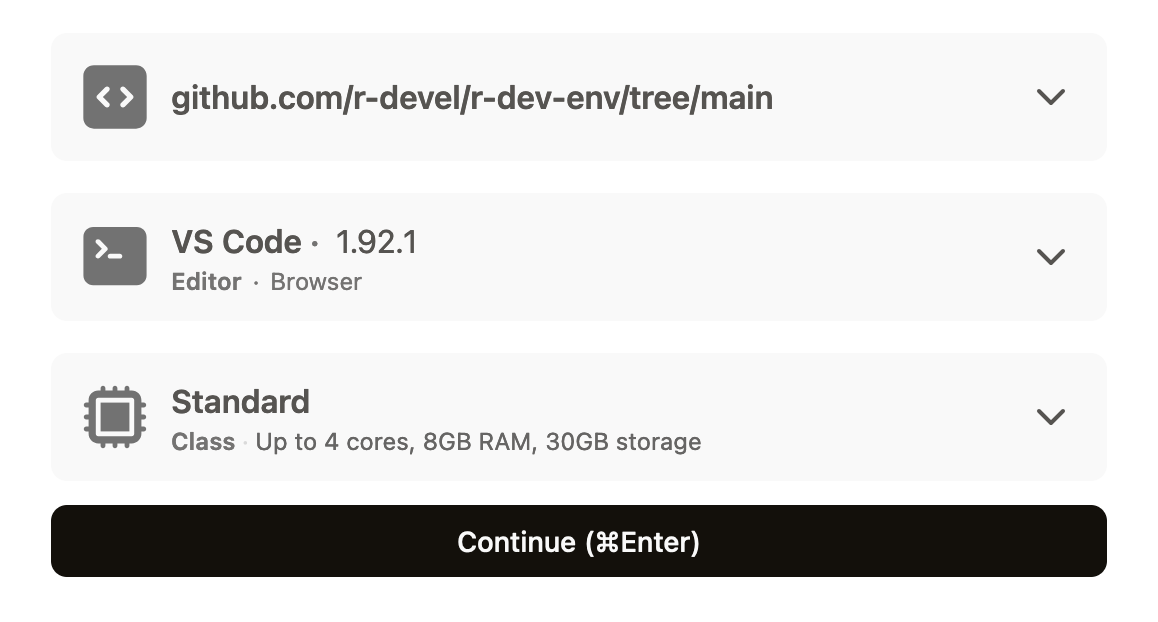 github.com/r-devel/r-dev-env/tree/main
VS Code · 1.92.1
Editor · Browser
Standard
Class · Up to 4 cores, 8GB RAM, 30GB storage
Continue (⌘Enter)